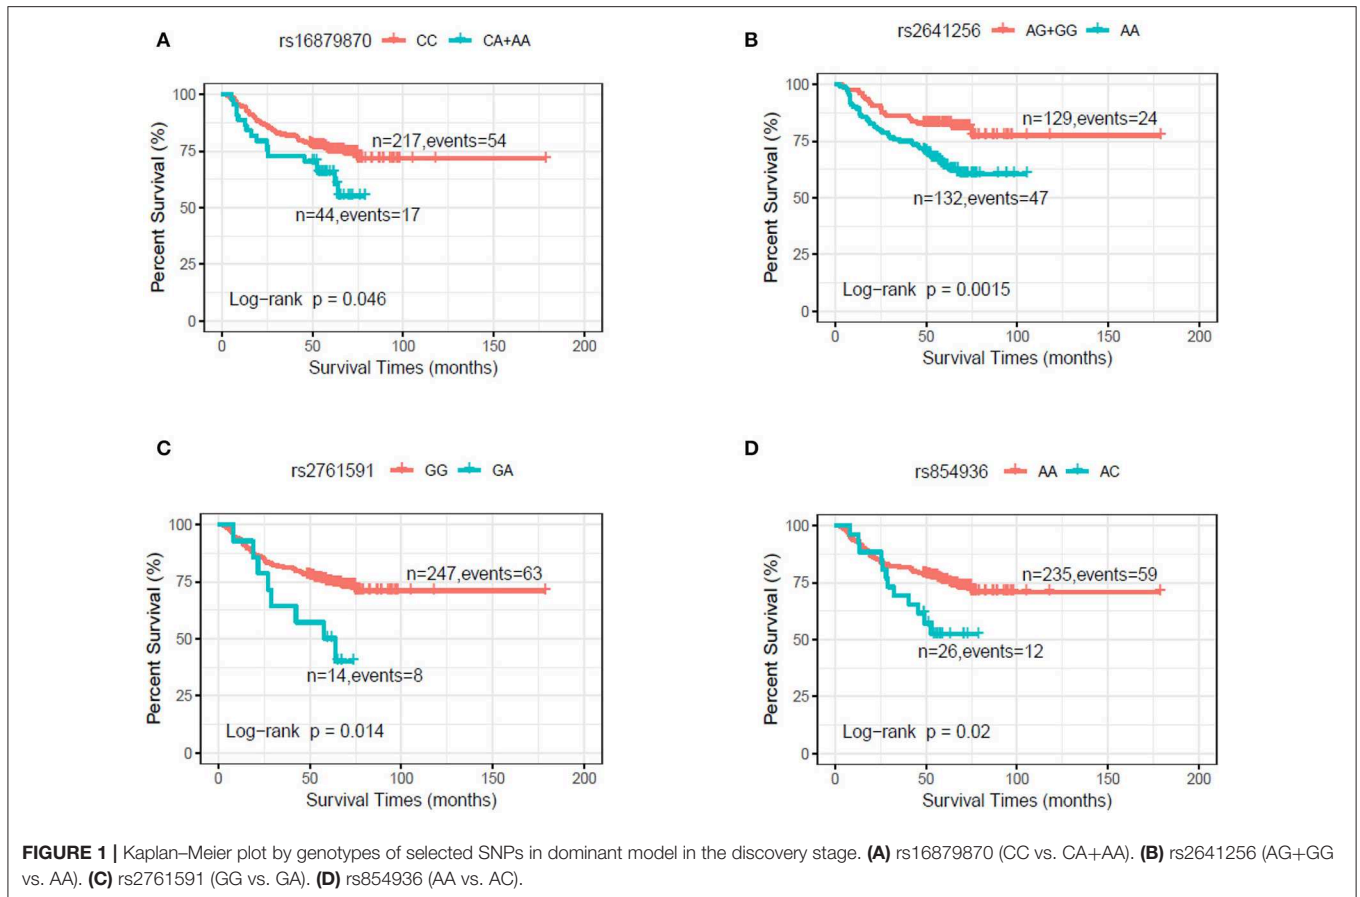 A
rs16879870 CC CA+AA
Percent Survival (%)
100
75
50
25
0
n=217,events=54
n=44,events=17
Log−rank p = 0.046
0 50 100 150 200
Survival Times (months)
B
rs2641256 AG+GG AA
Percent Survival (%)
100
75
50
25
0
n=129,events=24
n=132,events=47
Log−rank p = 0.0015
0 50 100 150 200
Survival Times (months)
C
rs2761591 GG GA
Percent Survival (%)
100
75
50
25
0
n=247,events=63
n=14,events=8
Log−rank p = 0.014
0 50 100 150 200
Survival Times (months)
D
rs854936 AA AC
Percent Survival (%)
100
75
50
25
0
n=235,events=59
n=26,events=12
Log−rank p = 0.02
0 50 100 150 200
Survival Times (months)
FIGURE 1 | Kaplan–Meier plot by genotypes of selected SNPs in dominant model in the discovery stage. (A) rs16879870 (CC vs. CA+AA). (B) rs2641256 (AG+GG
vs. AA). (C) rs2761591 (GG vs. GA). (D) rs854936 (AA vs. AC).